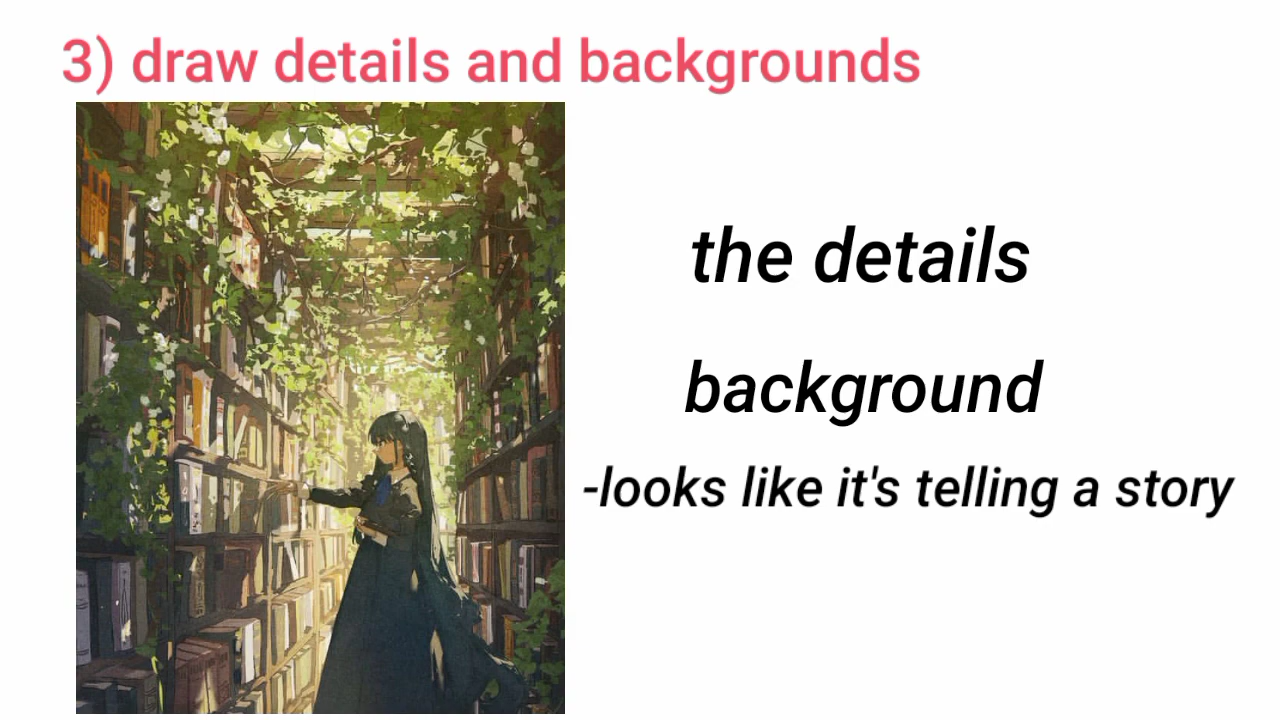 3) draw details and backgrounds
the details
background
-looks like it's telling a story